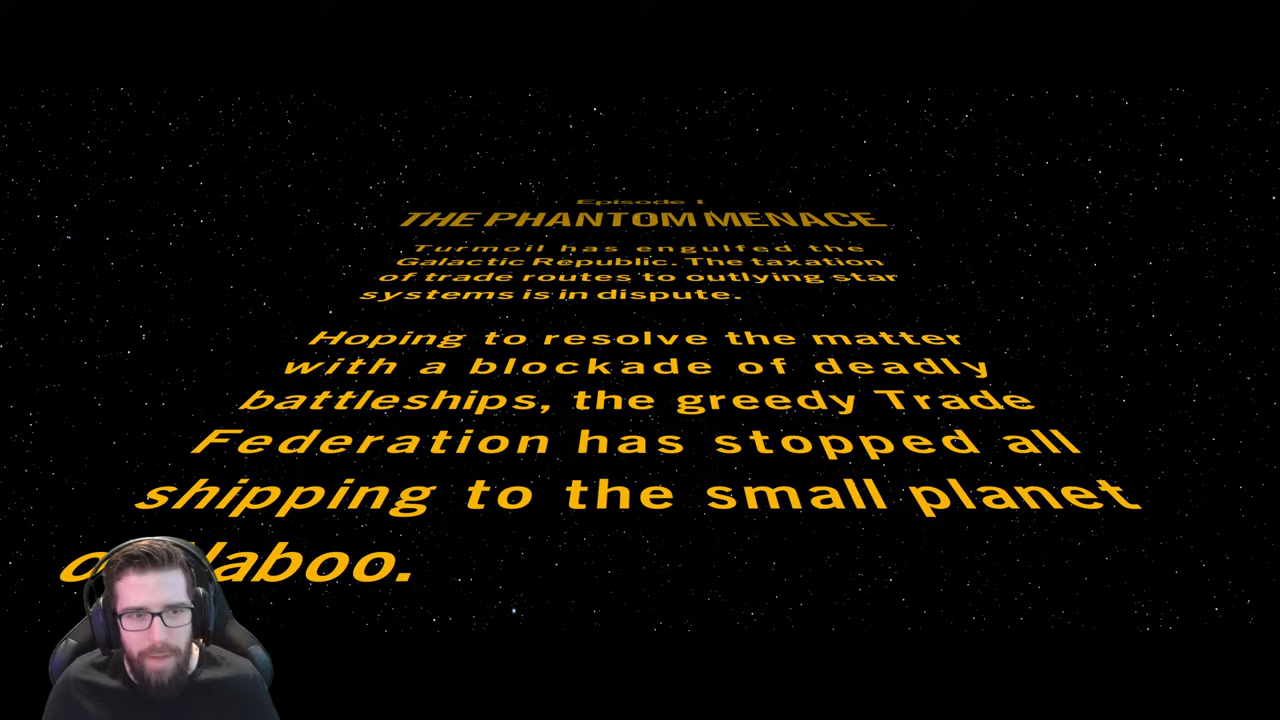 Episode I
THE PHANTOM MENACE
Turmoil has engulfed the
Galactic Republic. The taxation
of trade routes to outlying star
systems is in dispute.
Hoping to resolve the matter
with a blockade of deadly
battleships, the greedy Trade
Federation has stopped all
shipping to the small planet
of Naboo.